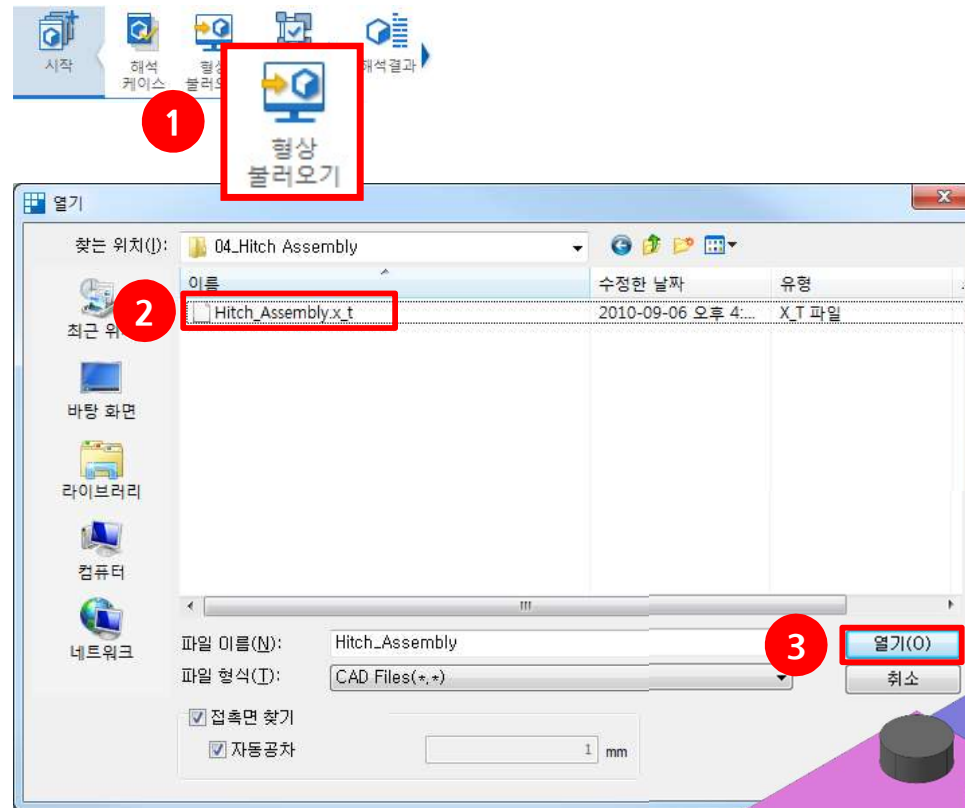 시작
해석
케이스
형상
불러오기
해석결과
1
형상
불러오기
열기
찾는 위치(I):
04_Hitch Assembly
이름
수정한 날짜
유형
2
Hitch_Assembly.x_t
2010-09-06 오후 4:...
X_T 파일
최근
바탕 화면
라이브러리
컴퓨터
네트워크
파일 이름(N):
Hitch_Assembly
3
열기(O)
파일 형식(T):
CAD Files(*.*)
취소
접촉면 찾기
자동공차
1 mm